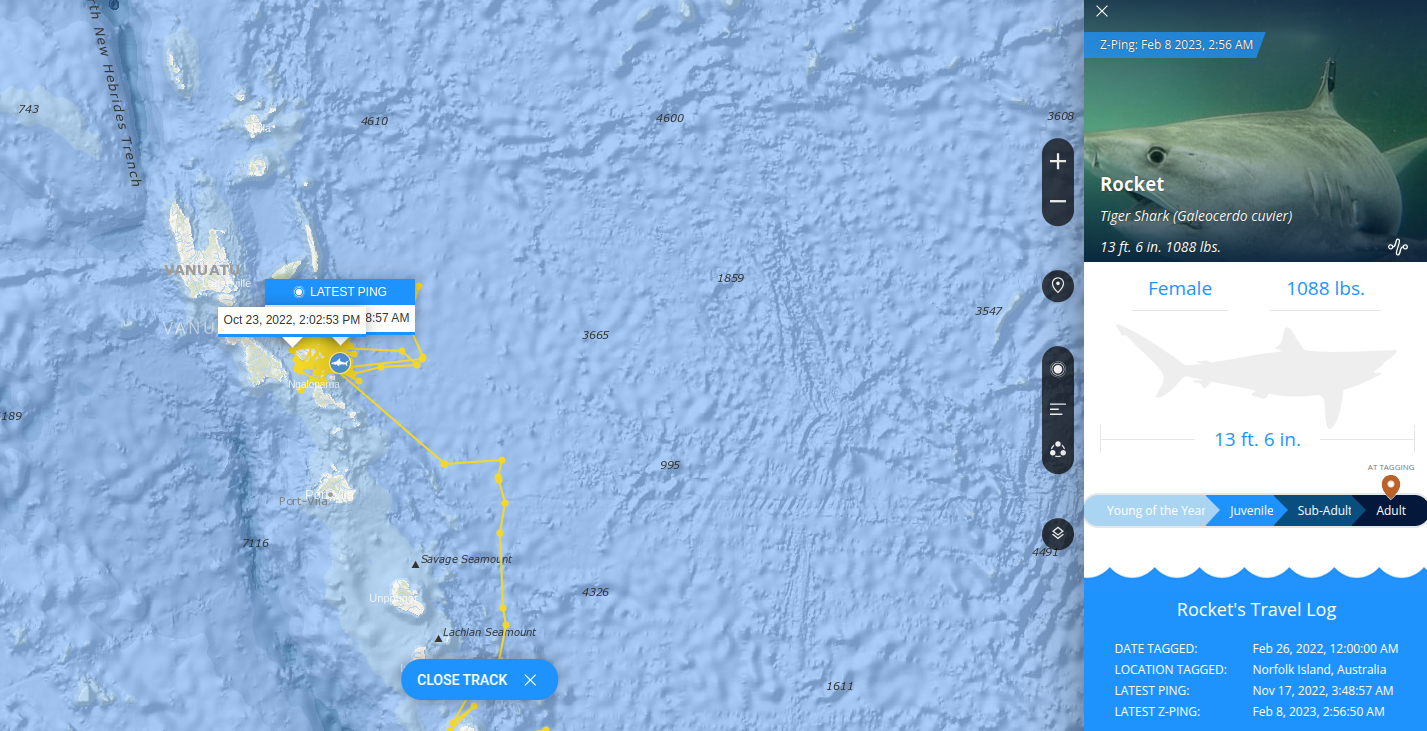 North New Hebrides Trench
743
4610
4600
3608
VANUATU
1859
LATEST PING
Oct 23, 2022, 2:02:53 PM
8:57 AM
3547
3665
VANU
189
995
Port-Vila
7116
Savage Seamount
4491
4326
Lachlan Seamount
1611
CLOSE TRACK
Z-Ping: Feb 8 2023, 2:56 AM
Rocket
Tiger Shark (Galeocerdo cuvier)
13 ft. 6 in. 1088 lbs.
Female
1088 lbs.
13 ft. 6 in.
AT TAGGING
Young of the Year
Juvenile
Sub-Adult
Adult
Rocket's Travel Log
DATE TAGGED: Feb 26, 2022, 12:00:00 AM
LOCATION TAGGED: Norfolk Island, Australia
LATEST PING: Nov 17, 2022, 3:48:57 AM
LATEST Z-PING: Feb 8, 2023, 2:56:50 AM